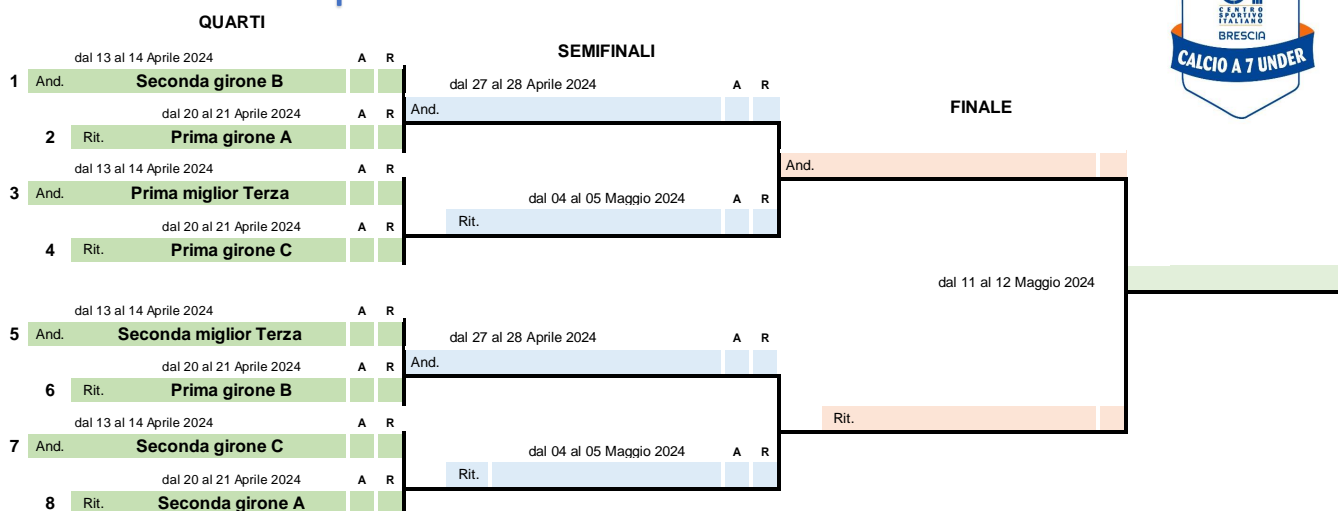 QUARTI
dal 13 al 14 Aprile 2024 A R
1 And. Seconda girone B
dal 20 al 21 Aprile 2024 A R
2 Rit. Prima girone A
dal 13 al 14 Aprile 2024 A R
3 And. Prima miglior Terza
dal 20 al 21 Aprile 2024 A R
4 Rit. Prima girone C
dal 13 al 14 Aprile 2024 A R
5 And. Seconda miglior Terza
dal 20 al 21 Aprile 2024 A R
6 Rit. Prima girone B
dal 13 al 14 Aprile 2024 A R
7 And. Seconda girone C
dal 20 al 21 Aprile 2024 A R
8 Rit. Seconda girone A
SEMIFINALI
dal 27 al 28 Aprile 2024 A R
And.
dal 04 al 05 Maggio 2024 A R
Rit.
dal 27 al 28 Aprile 2024 A R
And.
dal 04 al 05 Maggio 2024 A R
Rit.
FINALE
And.
dal 11 al 12 Maggio 2024
Rit.
CENTRO
SPORTIVO
ITALIANO
BRESCIA
CALCIO A 7 UNDER